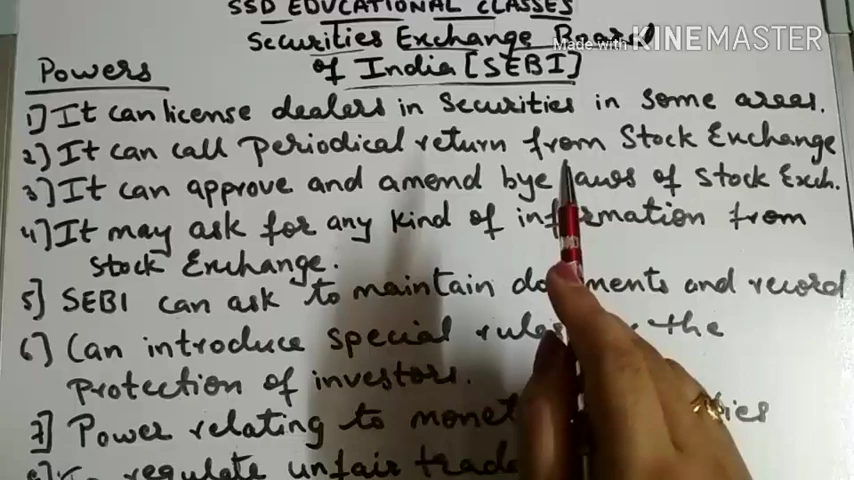 SSD EDUCATIONAL CLASSES
Securities Exchange Board
Made with KINEMASTER
of India [SEBI]
Powers
1] It can license dealers in securities in some areas.
2] It can call periodical return from Stock Exchange
3] It can approve and amend bye laws of stock Exch.
4] It may ask for any kind of information from
stock Exchange.
5] SEBI can ask to maintain documents and record
6] Can introduce special rules the
protection of investors.
7] Power relating to
8] To regulate unfair trade